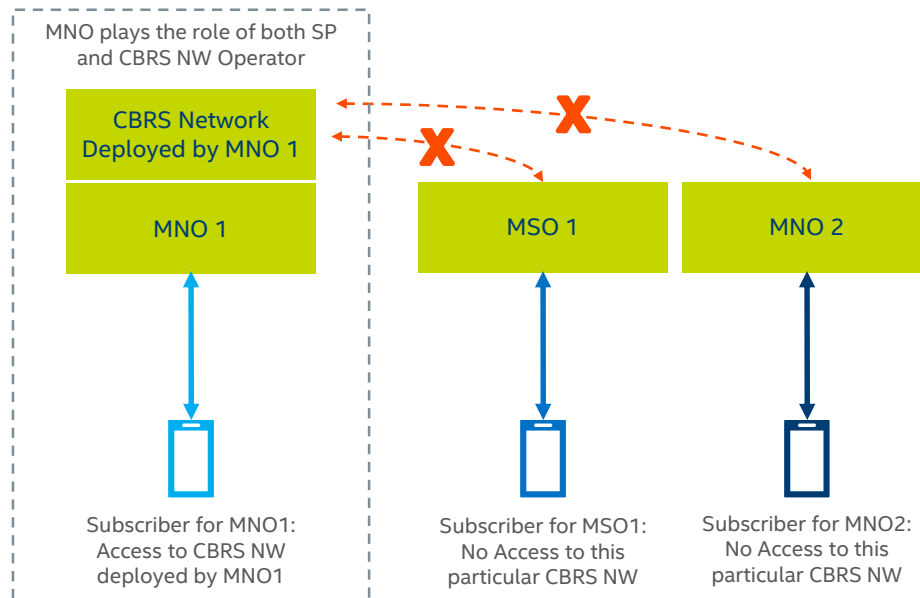 MNO plays the role of both SP
and CBRS NW Operator
CBRS Network
Deployed by MNO 1
MNO 1
MSO 1
MNO 2
X
X
Subscriber for MNO1:
Access to CBRS NW
deployed by MNO1
Subscriber for MSO1:
No Access to this
particular CBRS NW
Subscriber for MNO2:
No Access to this
particular CBRS NW